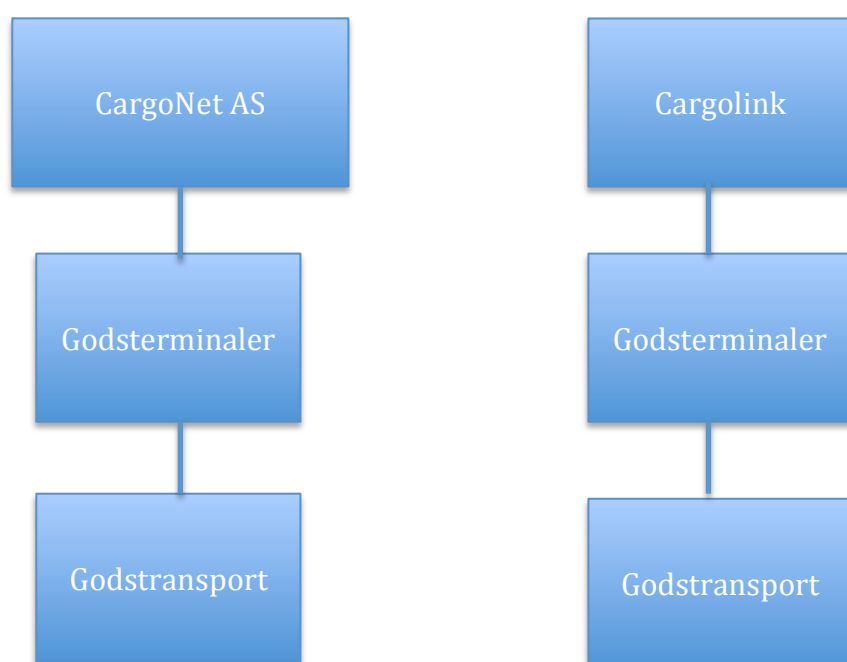 CargoNet AS
Cargolink
Godsterminaler
Godsterminaler
Godstransport
Godstransport